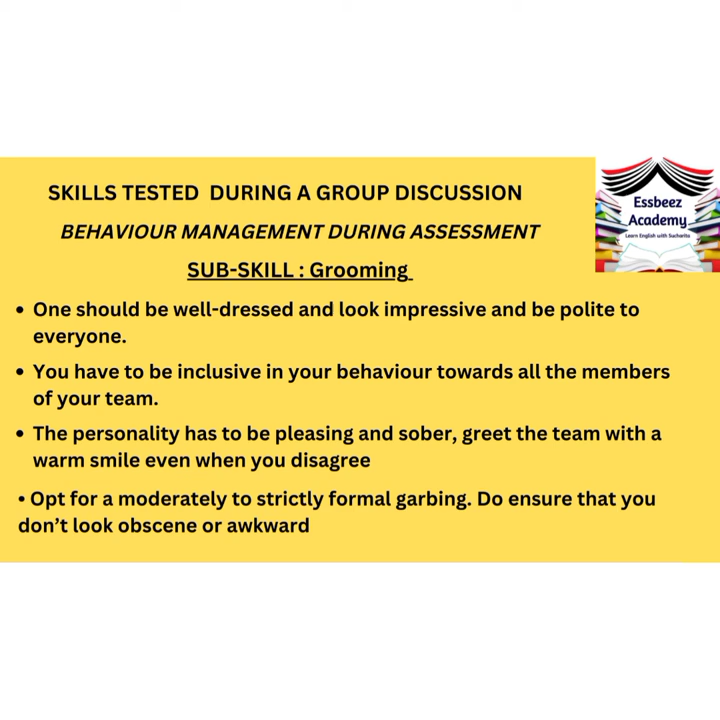 SKILLS TESTED DURING A GROUP DISCUSSION
BEHAVIOUR MANAGEMENT DURING ASSESSMENT
SUB-SKILL : Grooming
Essbeez
Academy
Learn English with Sucharita
• One should be well-dressed and look impressive and be polite to
everyone.
• You have to be inclusive in your behaviour towards all the members
of your team.
• The personality has to be pleasing and sober, greet the team with a
warm smile even when you disagree
• Opt for a moderately to strictly formal garbing. Do ensure that you
don’t look obscene or awkward